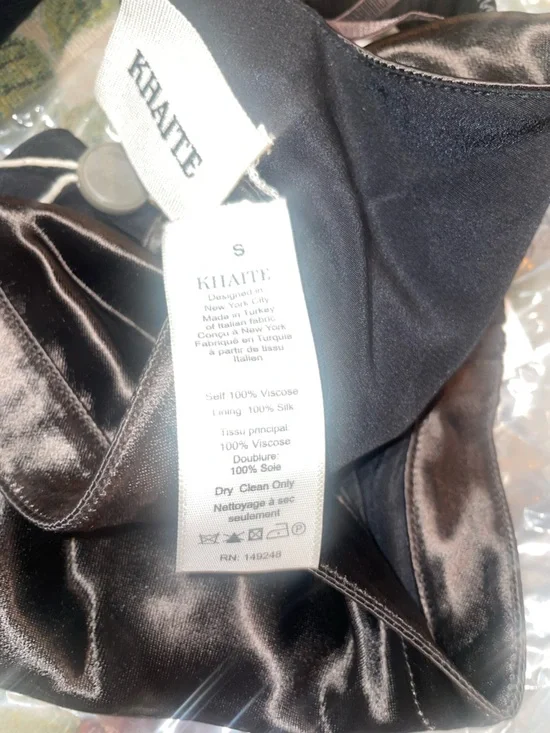 KHAITE
S
KHAITE
Designed in
New York City
Made in Turkey
of Italian fabric
Conçu à New York
Fabriqué en Turquie
à partir de tissu
Italien
Self 100% Viscose
Lining 100% Silk
Tissu principal
100% Viscose
Doublure:
100% Soie
Dry Clean Only
Nettoyage à sec
seulement
P
RN: 149248